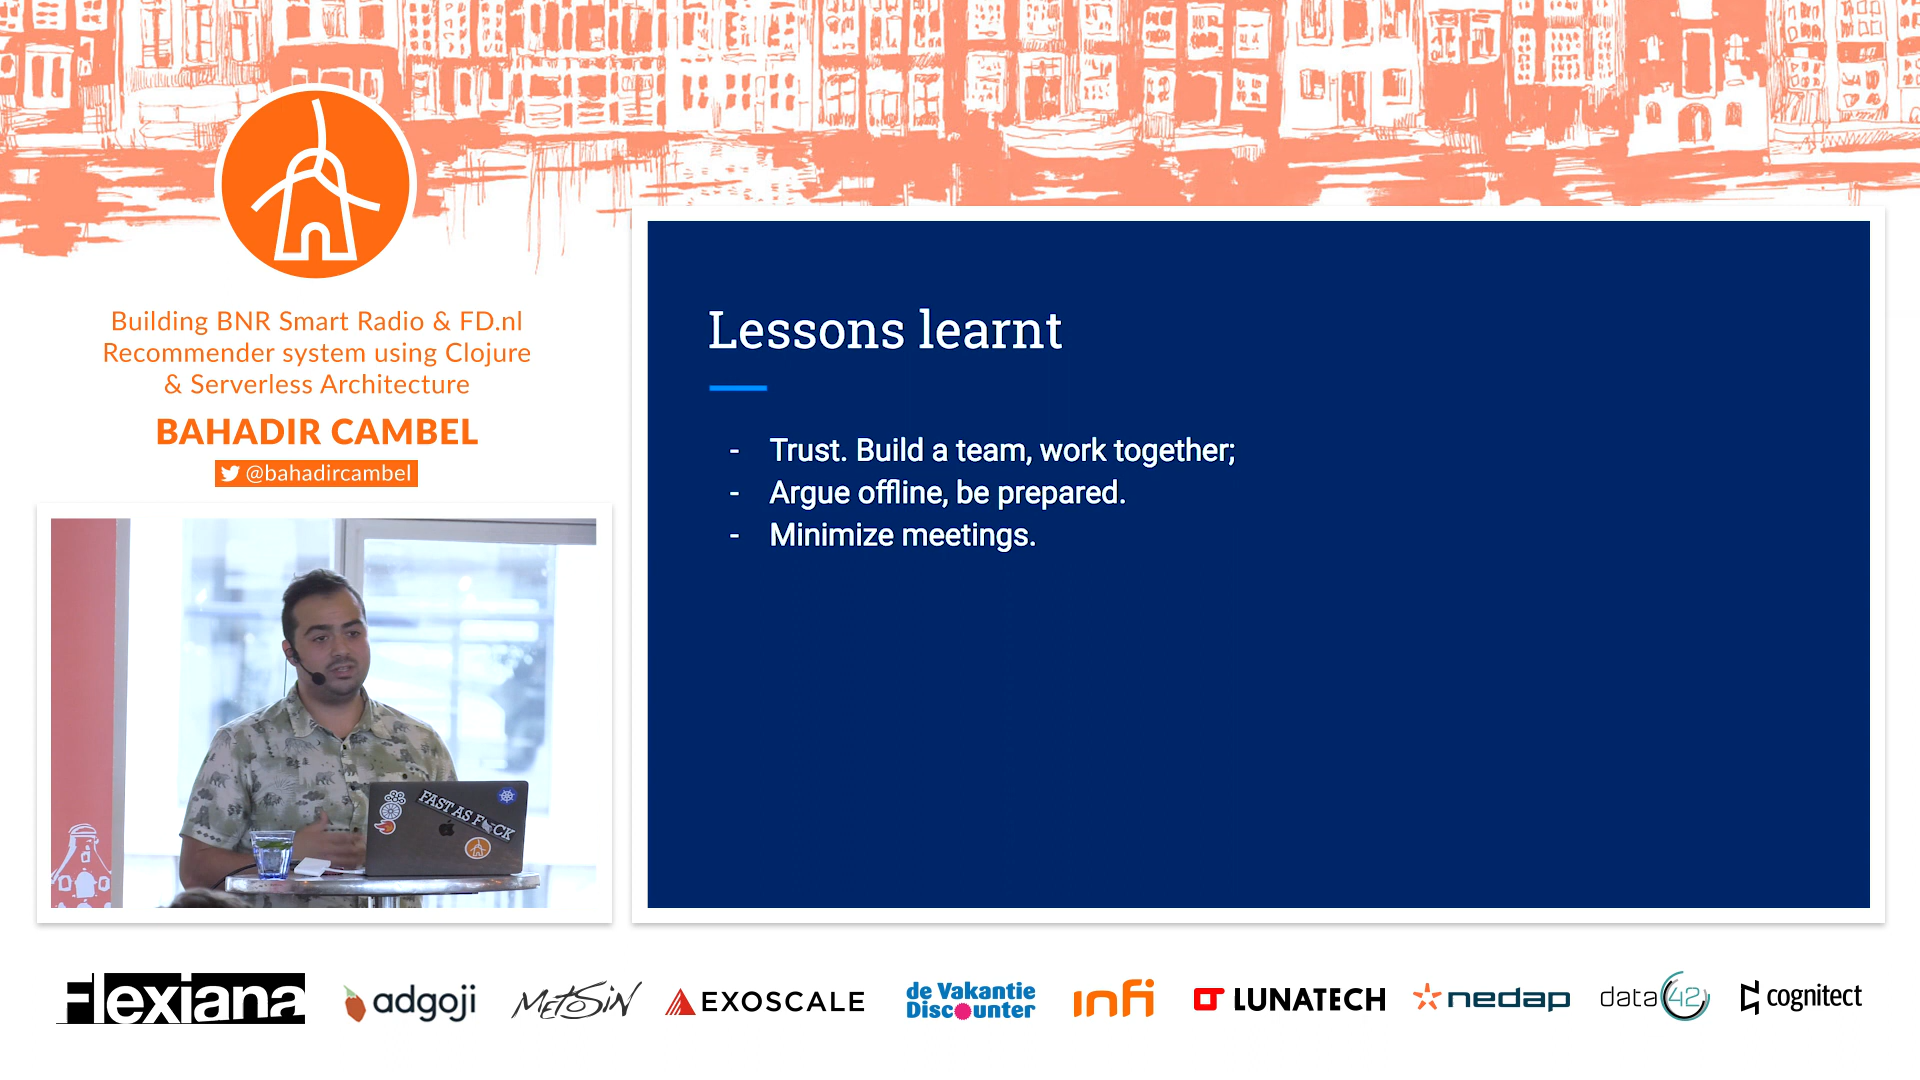 Building BNR Smart Radio & FD.nl
Recommender system using Clojure
& Serverless Architecture
BAHADIR CAMBEL
@bahadircambel
Lessons learnt
- Trust. Build a team, work together;
- Argue offline, be prepared.
- Minimize meetings.
FAST AS F CK
Flexiana
adgoji
METOSIN
EXOSCALE
de Vakantie
Discounter
infi
LUNATECH
nedap
data 42
cognitect